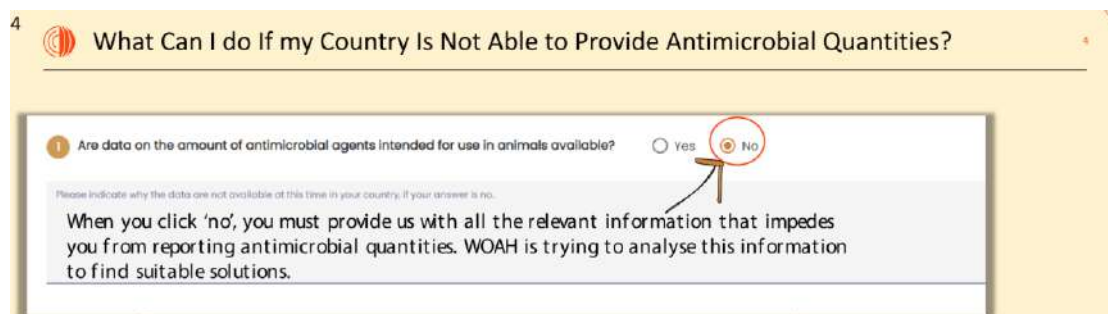 4
What Can I do If my Country Is Not Able to Provide Antimicrobial Quantities?
4
1 Are data on the amount of antimicrobial agents intended for use in animals available? Yes No
Please indicate why the data are not available at this time in your country, if your answer is no.
When you click ‘no’, you must provide us with all the relevant information that impedes
you from reporting antimicrobial quantities. WOAH is trying to analyse this information
to find suitable solutions.